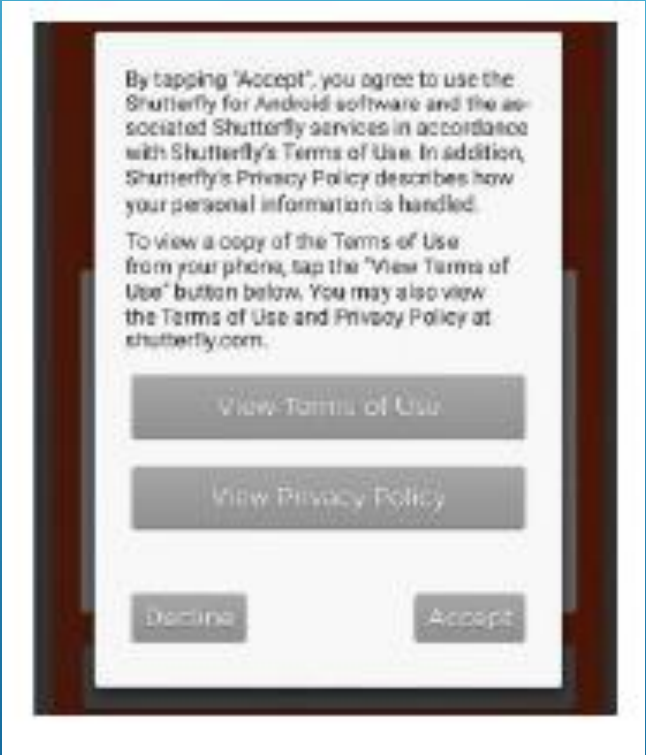 By tapping "Accept", you agree to use the
Shutterfly for Android software and the as-
sociated Shutterfly services in accordance
with Shutterfly's Terms of Use. In addition,
Shutterfly's Privacy Policy describes how
your personal information is handled.
To view a copy of the Terms of Use
from your phone, tap the "View Terms of
Use" button below. You may also view
the Terms of Use and Privacy Policy at
shutterfly.com.
View Terms of Use
View Privacy Policy
Decline
Accept